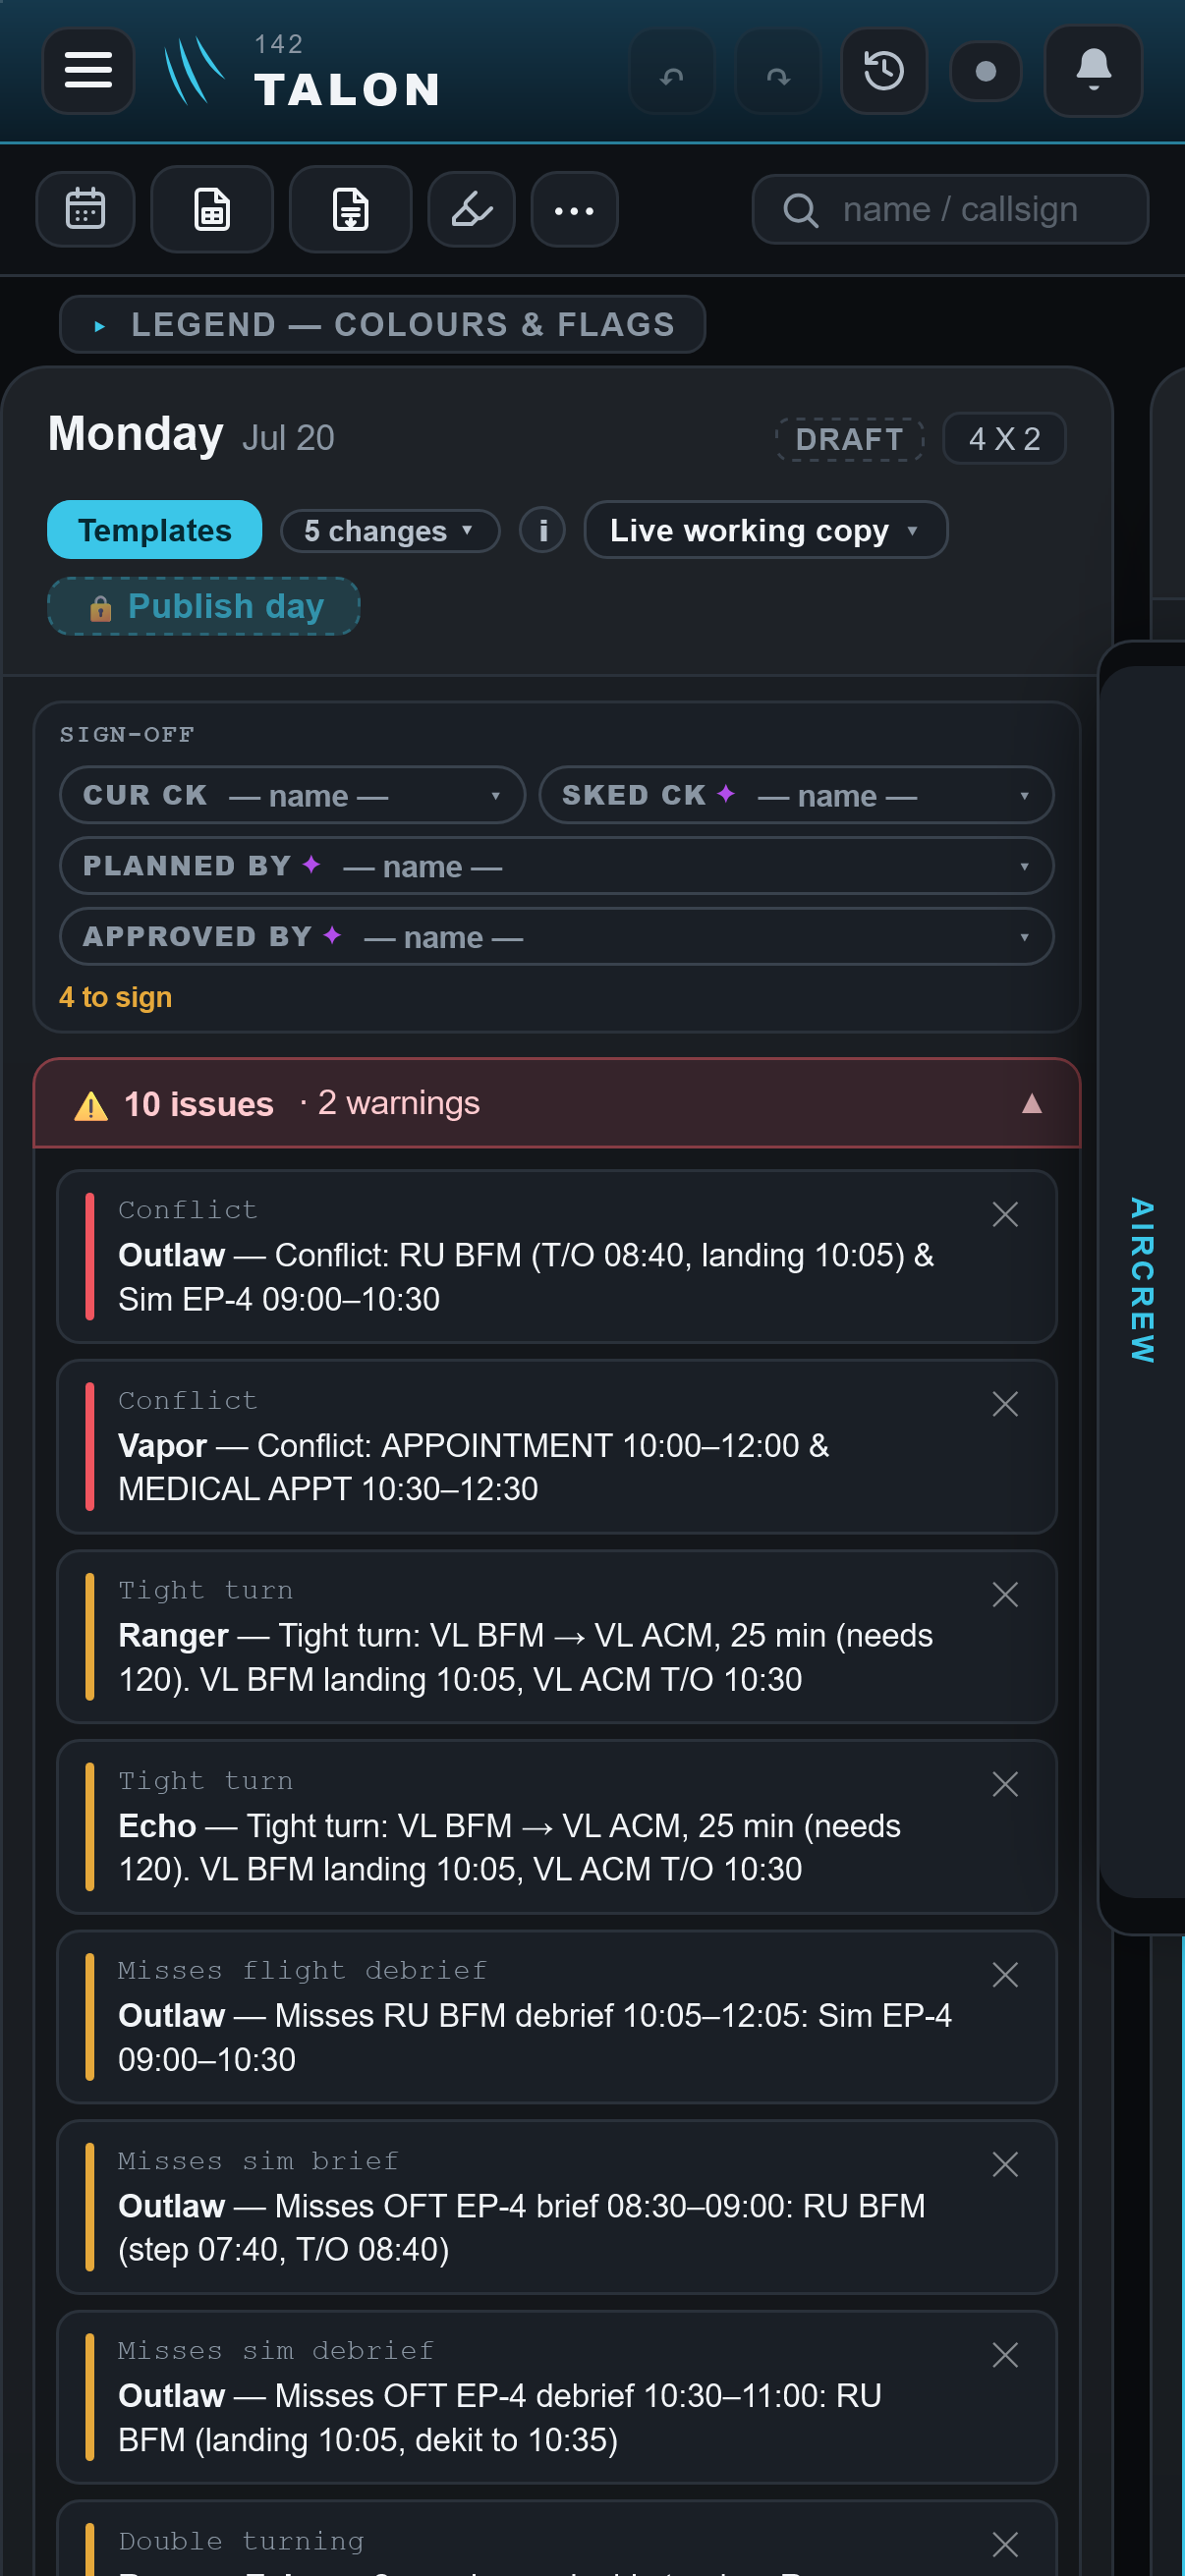 142
TALON
name / callsign
▸ LEGEND — COLOURS & FLAGS
Monday Jul 20
DRAFT
4 X 2
Templates
5 changes ▾
i
Live working copy ▾
🔒 Publish day
SIGN-OFF
CUR CK — name — ▾
SKED CK ✦ — name — ▾
PLANNED BY ✦ — name — ▾
APPROVED BY ✦ — name — ▾
4 to sign
⚠️ 10 issues · 2 warnings ▲
Conflict
Outlaw — Conflict: RU BFM (T/O 08:40, landing 10:05) &
Sim EP-4 09:00–10:30
Conflict
Vapor — Conflict: APPOINTMENT 10:00–12:00 &
MEDICAL APPT 10:30–12:30
Tight turn
Ranger — Tight turn: VL BFM → VL ACM, 25 min (needs
120). VL BFM landing 10:05, VL ACM T/O 10:30
Tight turn
Echo — Tight turn: VL BFM → VL ACM, 25 min (needs
120). VL BFM landing 10:05, VL ACM T/O 10:30
Misses flight debrief
Outlaw — Misses RU BFM debrief 10:05–12:05: Sim EP-4
09:00–10:30
Misses sim brief
Outlaw — Misses OFT EP-4 brief 08:30–09:00: RU BFM
(step 07:40, T/O 08:40)
Misses sim debrief
Outlaw — Misses OFT EP-4 debrief 10:30–11:00: RU
BFM (landing 10:05, dekit to 10:35)
Double turning
AIRCREW